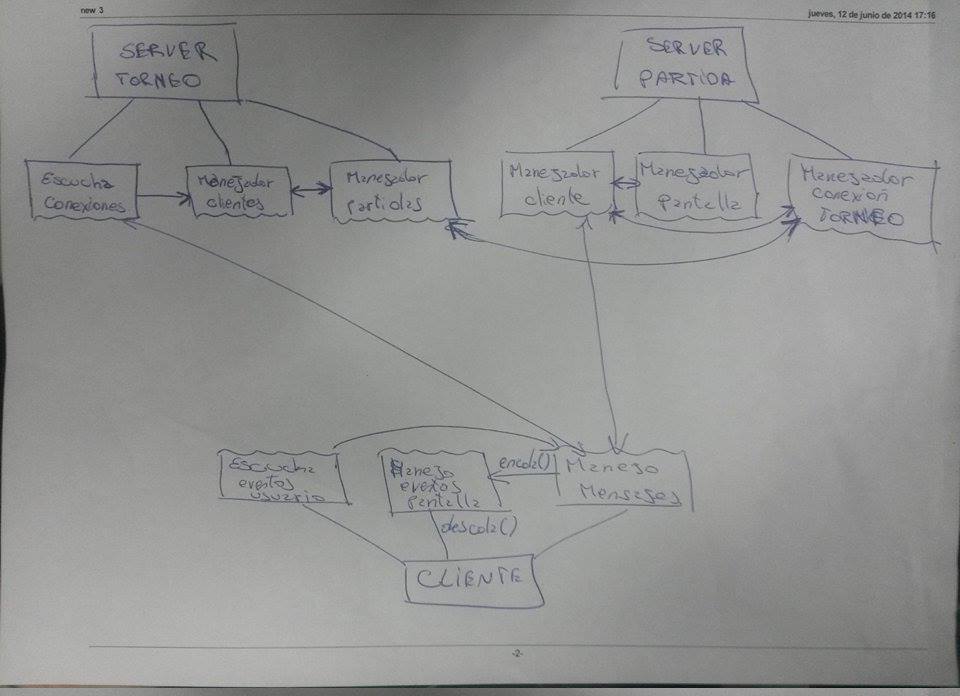 new 3
jueves, 12 de junio de 2014 17:16
SERVER
TORNEO
SERVER
PARTIDA
Escucha
conexiones
Manejador
clientes
Manejador
partidas
Manejador
cliente
Manejador
pantalla
Manejador
conexion
TORNEO
Escucha
eventos
usuario
Manejo
eventos
pantalla
encola()
Manejo
Mensajes
descola()
CLIENTE
-2-